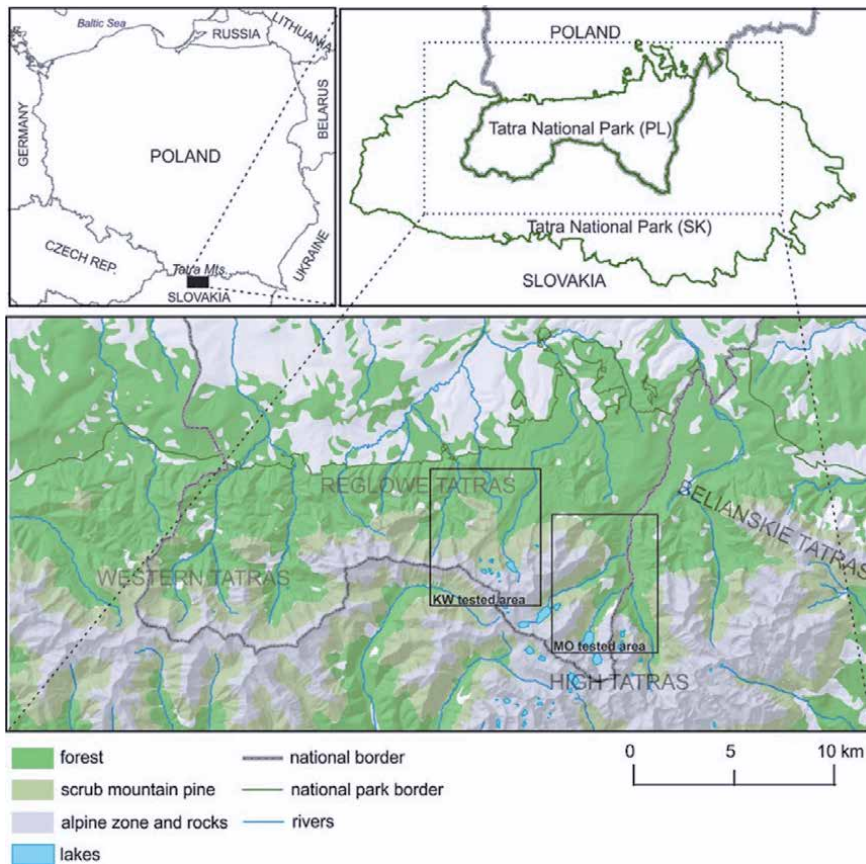 Baltic Sea
RUSSIA
LITHUANIA
GERMANY
POLAND
BELARUS
CZECH REP.
Tatra Mts.
SLOVAKIA
UKRAINE
POLAND
Tatra National Park (PL)
Tatra National Park (SK)
SLOVAKIA
REGLOWE TATRAS
BELIANSKIE TATRAS
WESTERN TATRAS
KW tested area
MO tested area
HIGH TATRAS
forest
scrub mountain pine
alpine zone and rocks
lakes
national border
national park border
rivers
0 5 10 km